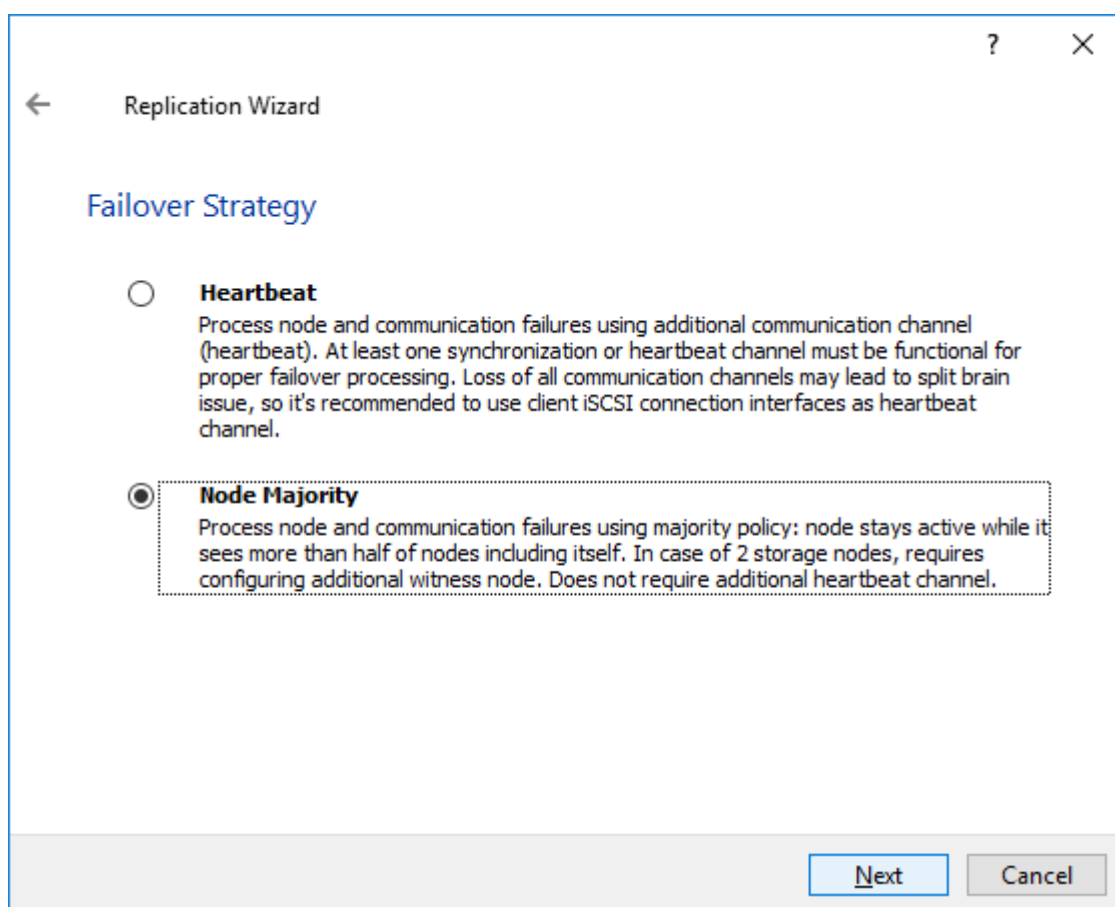 ?
Replication Wizard
Failover Strategy
Heartbeat
Process node and communication failures using additional communication channel
(heartbeat). At least one synchronization or heartbeat channel must be functional for
proper failover processing. Loss of all communication channels may lead to split brain
issue, so it's recommended to use client iSCSI connection interfaces as heartbeat
channel.
Node Majority
Process node and communication failures using majority policy: node stays active while it
sees more than half of nodes including itself. In case of 2 storage nodes, requires
configuring additional witness node. Does not require additional heartbeat channel.
Next Cancel